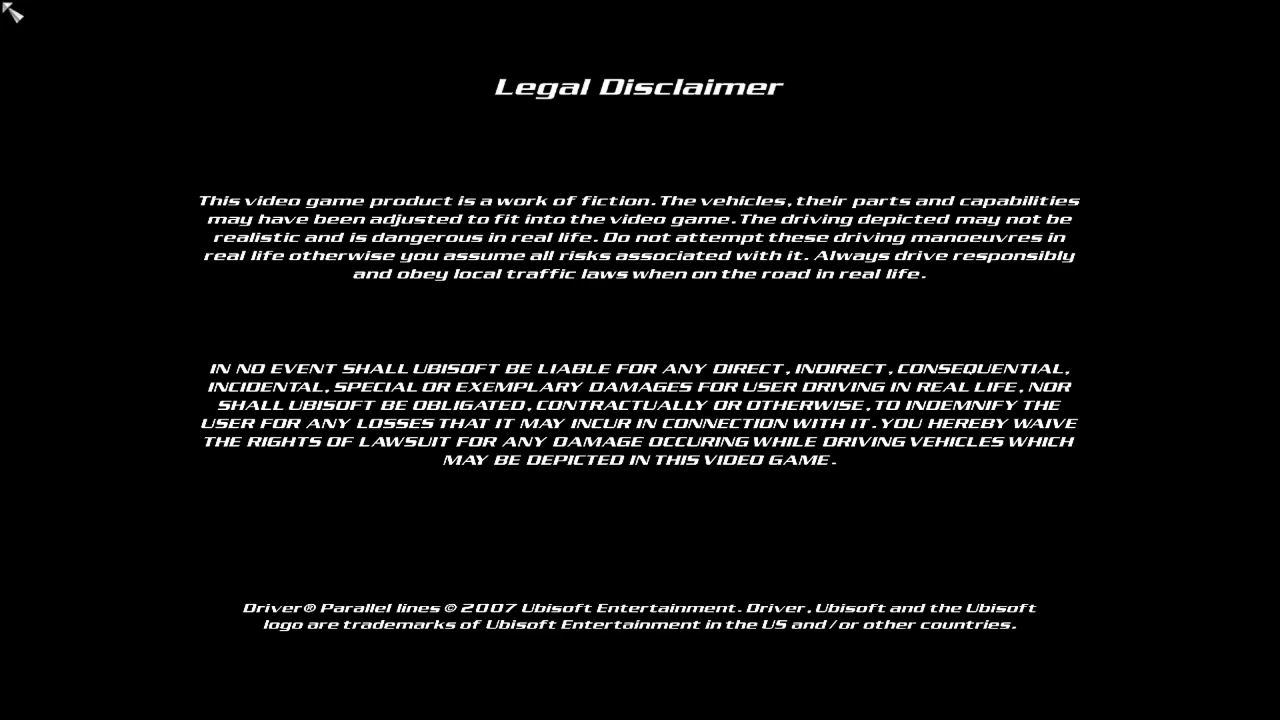 Legal Disclaimer
This video game product is a work of fiction. The vehicles, their parts and capabilities
may have been adjusted to fit into the video game. The driving depicted may not be
realistic and is dangerous in real life. Do not attempt these driving manoeuvres in
real life otherwise you assume all risks associated with it. Always drive responsibly
and obey local traffic laws when on the road in real life.
IN NO EVENT SHALL UBISOFT BE LIABLE FOR ANY DIRECT, INDIRECT, CONSEQUENTIAL,
INCIDENTAL, SPECIAL OR EXEMPLARY DAMAGES FOR USER DRIVING IN REAL LIFE, NOR
SHALL UBISOFT BE OBLIGATED, CONTRACTUALLY OR OTHERWISE, TO INDEMNIFY THE
USER FOR ANY LOSSES THAT IT MAY INCUR IN CONNECTION WITH IT. YOU HEREBY WAIVE
THE RIGHTS OF LAWSUIT FOR ANY DAMAGE OCCURING WHILE DRIVING VEHICLES WHICH
MAY BE DEPICTED IN THIS VIDEO GAME.
Driver® Parallel lines © 2007 Ubisoft Entertainment. Driver, Ubisoft and the Ubisoft
logo are trademarks of Ubisoft Entertainment in the US and/or other countries.